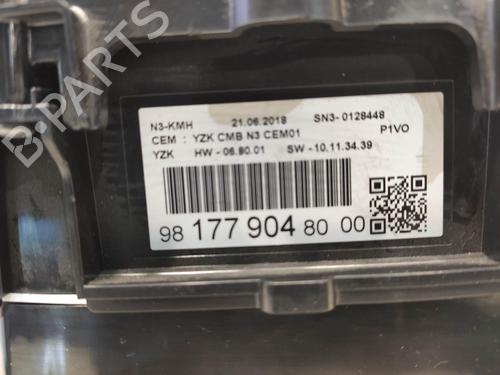 B-PARTS
N3-KMH 21.06.2018 SN3- 0128448
CEM : YZK CMB N3 CEM01 P1VO
YZK HW - 06.80.01 SW - 10.11.34.39
98 177 904 80 00